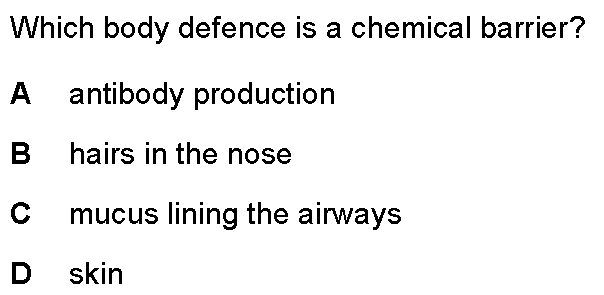 Which body defence is a chemical barrier?
A antibody production
B hairs in the nose
C mucus lining the airways
D skin